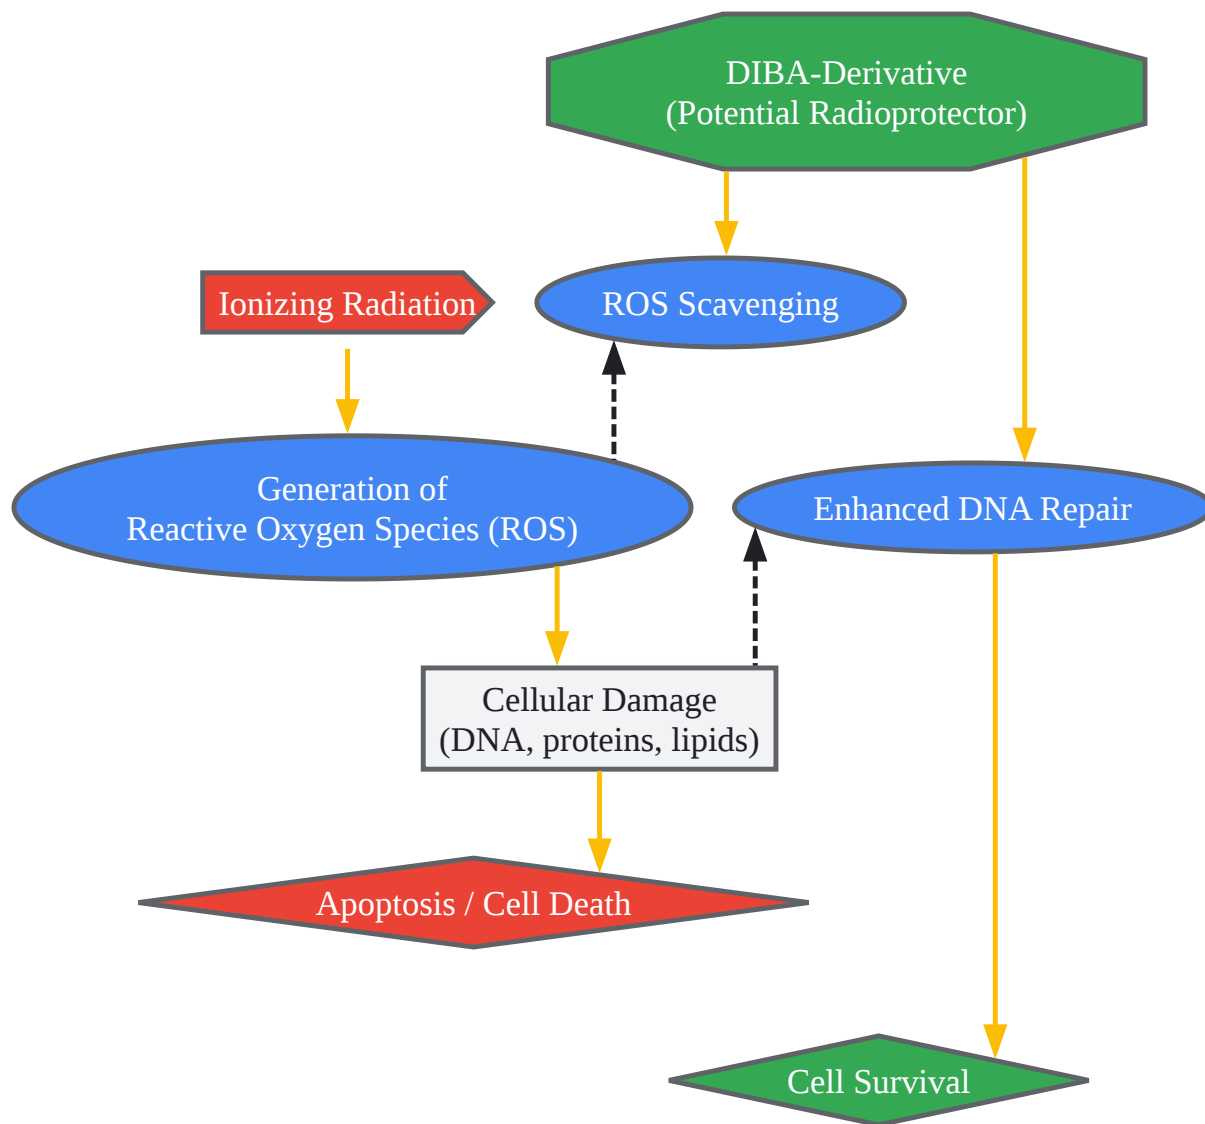 DIBA-Derivative
(Potential Radioprotector)
Ionizing Radiation
ROS Scavenging
Generation of
Reactive Oxygen Species (ROS)
Enhanced DNA Repair
Cellular Damage
(DNA, proteins, lipids)
Apoptosis / Cell Death
Cell Survival